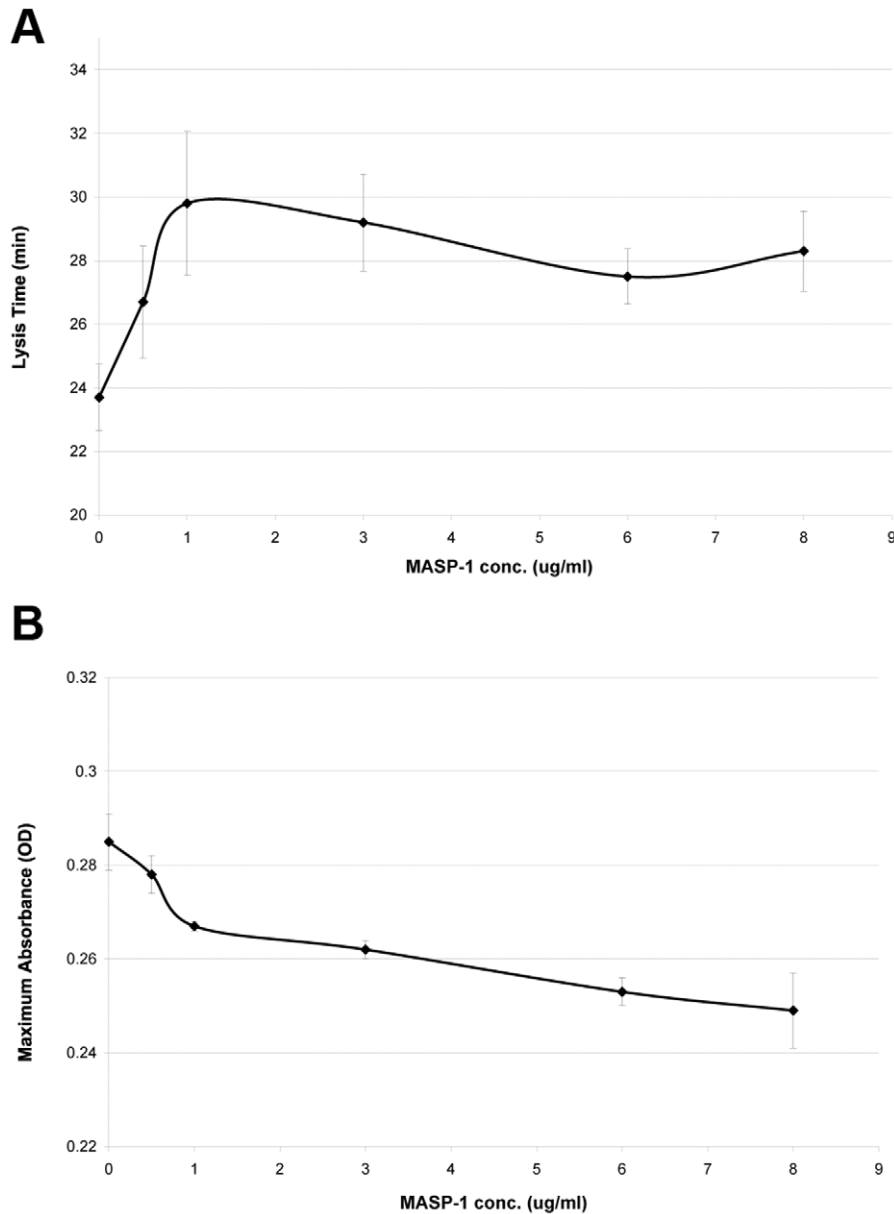 A
34
32
30
28
26
24
22
20
Lysis Time (min)
0 1 2 3 4 5 6 7 8 9
MASP-1 conc. (ug/ml)
B
0.32
0.3
0.28
0.26
0.24
0.22
Maximum Absorbance (OD)
0 1 2 3 4 5 6 7 8 9
MASP-1 conc. (ug/ml)